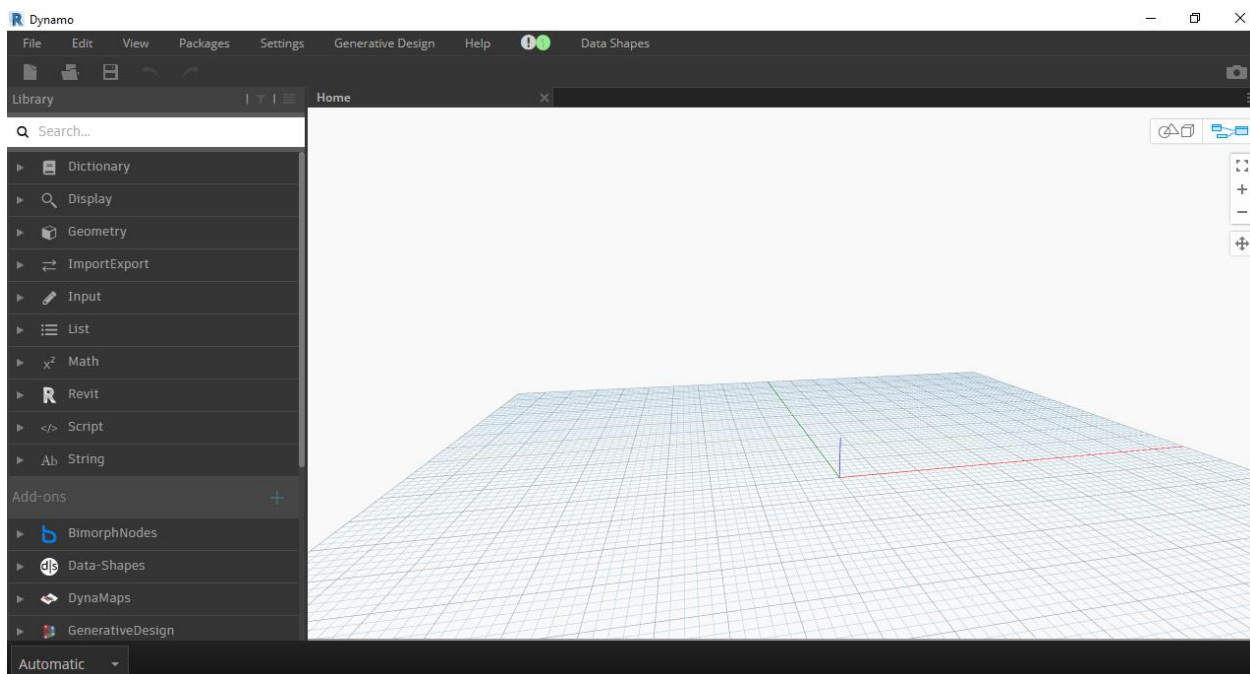 Dynamo
File Edit View Packages Settings Generative Design Help Data Shapes
Library
Home
Search...
Dictionary
Display
Geometry
ImportExport
Input
List
Math
Revit
Script
String
Add-ons
BimorphNodes
Data-Shapes
DynaMaps
GenerativeDesign
Automatic